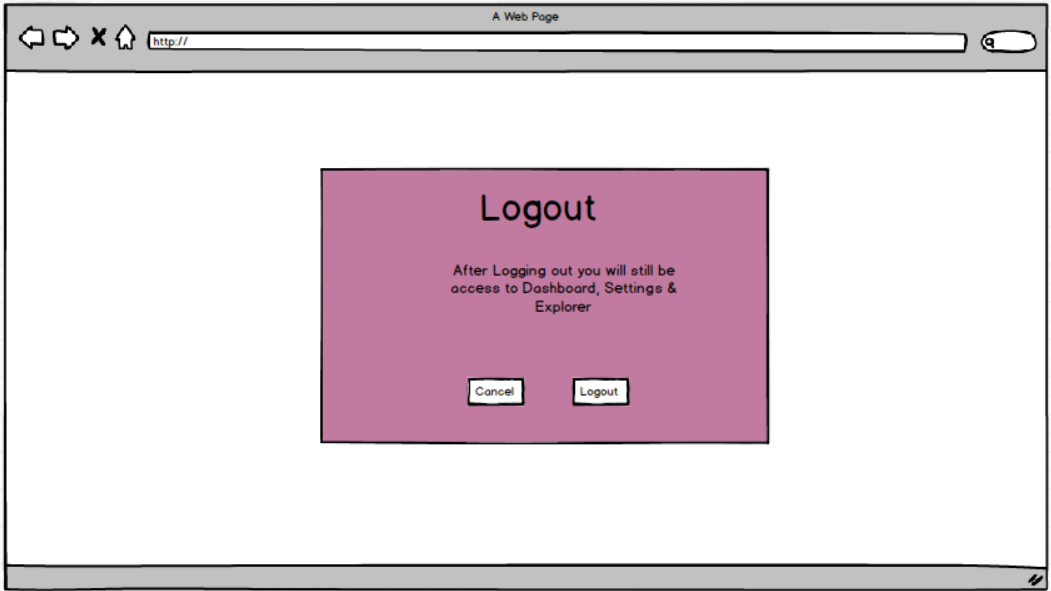 A Web Page
http://
Logout
After Logging out you will still be
access to Dashboard, Settings &
Explorer
Cancel
Logout